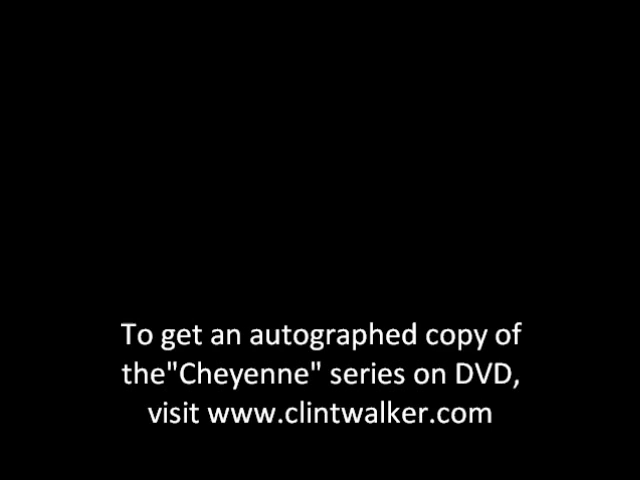 To get an autographed copy of
the"Cheyenne" series on DVD,
visit www.clintwalker.com